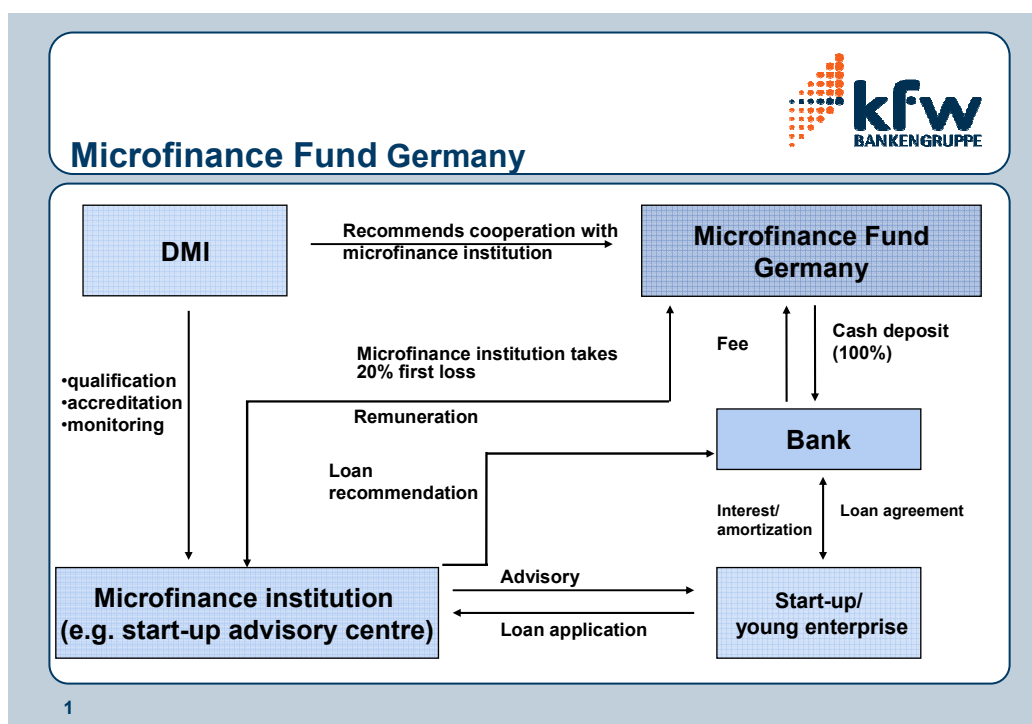 kfw
BANKENGRUPPE
Microfinance Fund Germany
DMI
Recommends cooperation with
microfinance institution
Microfinance Fund
Germany
•qualification
•accreditation
•monitoring
Microfinance institution takes
20% first loss
Remuneration
Fee
Cash deposit
(100%)
Bank
Loan
recommendation
Interest/
amortization
Loan agreement
Microfinance institution
(e.g. start-up advisory centre)
Advisory
Loan application
Start-up/
young enterprise
1